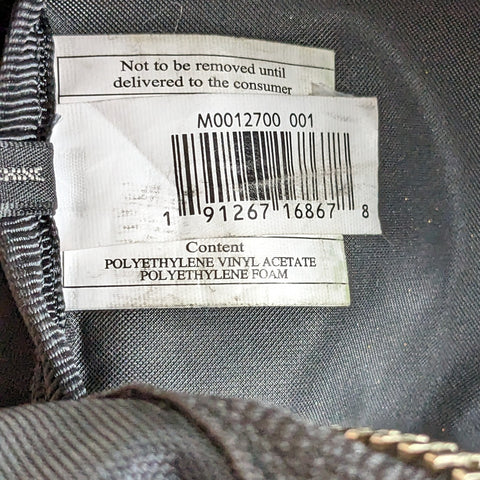 Not to be removed until
delivered to the consumer
M0012700 001
1 91267 16867 8
Content
POLYETHYLENE VINYL ACETATE
POLYETHYLENE FOAM